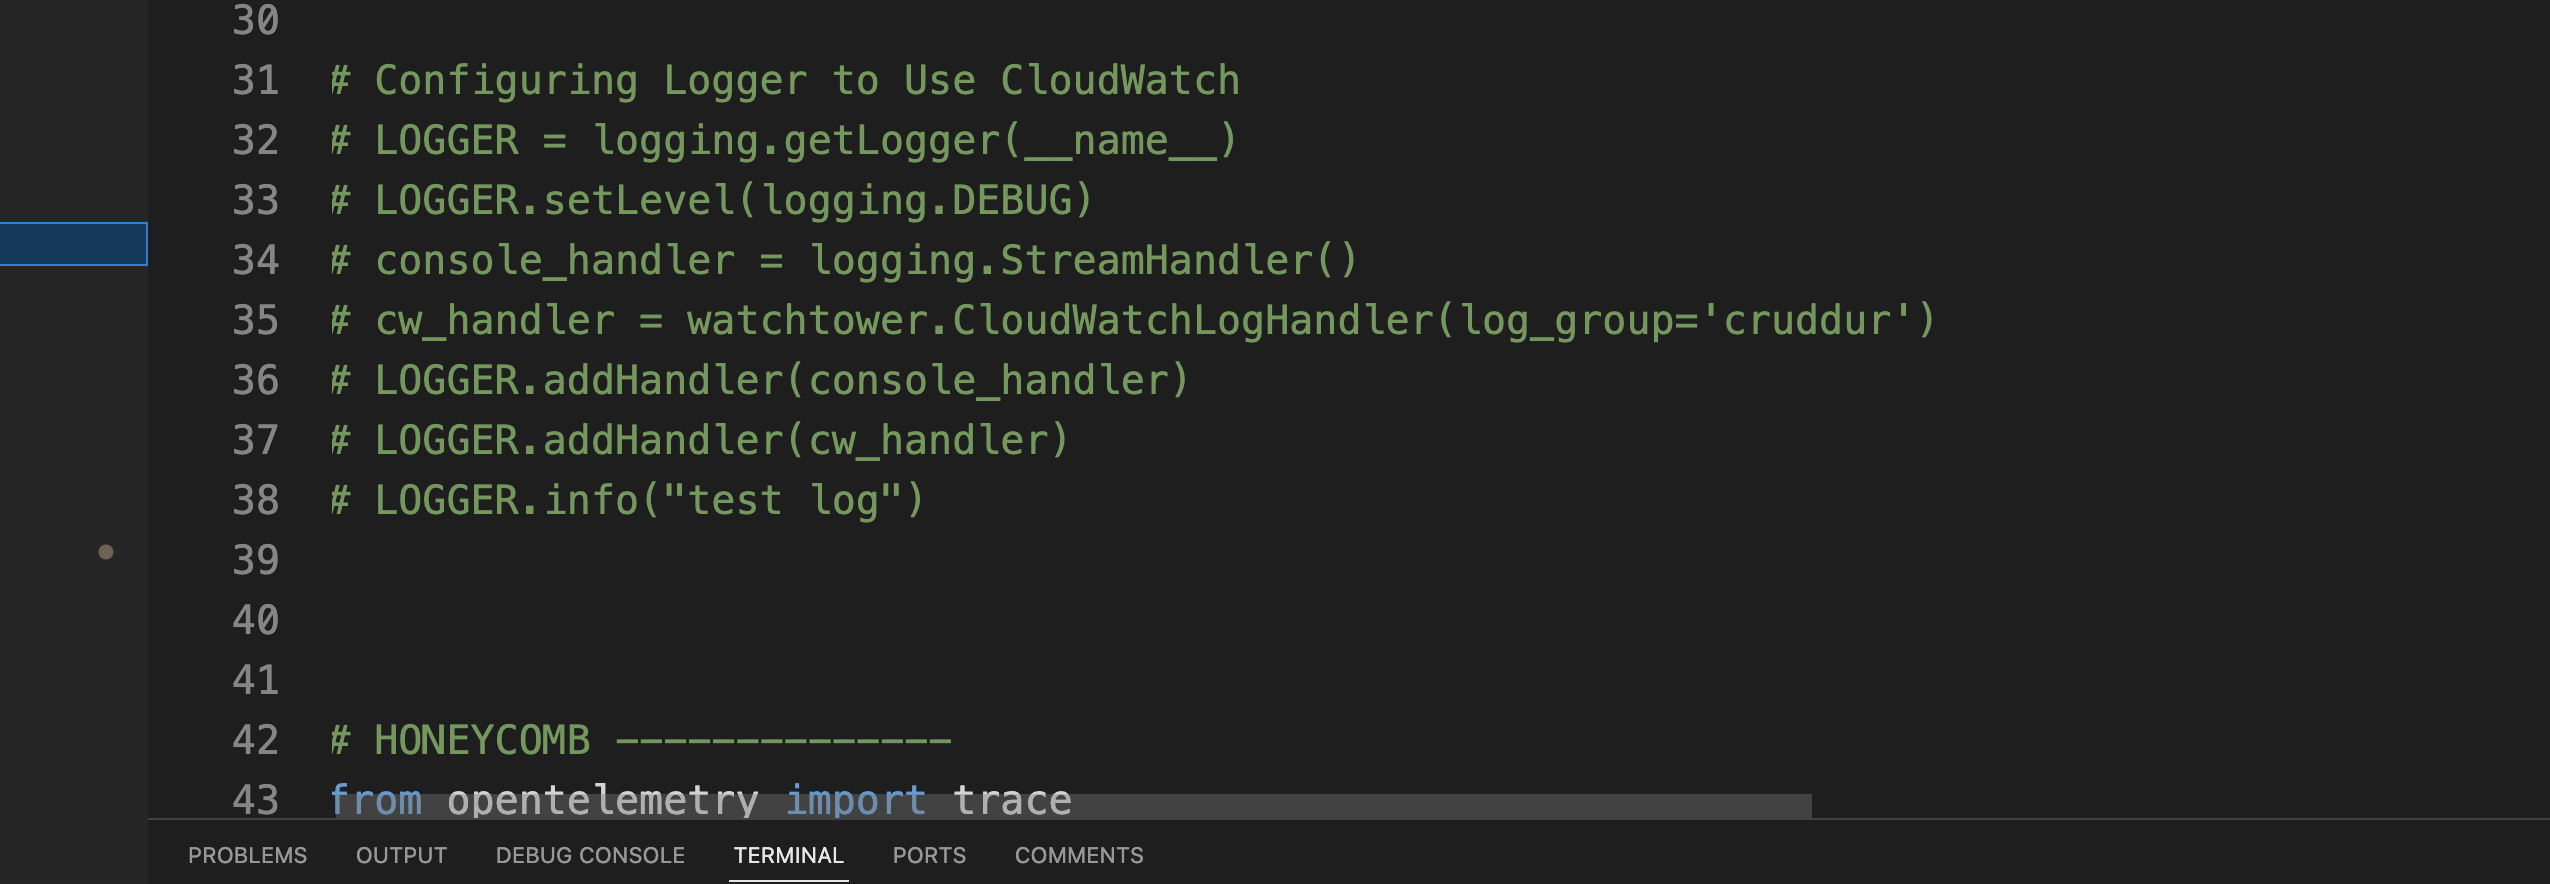 30
31 # Configuring Logger to Use CloudWatch
32 # LOGGER = logging.getLogger(__name__)
33 # LOGGER.setLevel(logging.DEBUG)
34 # console_handler = logging.StreamHandler()
35 # cw_handler = watchtower.CloudWatchLogHandler(log_group='cruddur')
36 # LOGGER.addHandler(console_handler)
37 # LOGGER.addHandler(cw_handler)
38 # LOGGER.info("test log")
39
40
41
42 # HONEYCOMB --------------
43 from opentelemetry import trace
PROBLEMS OUTPUT DEBUG CONSOLE TERMINAL PORTS COMMENTS